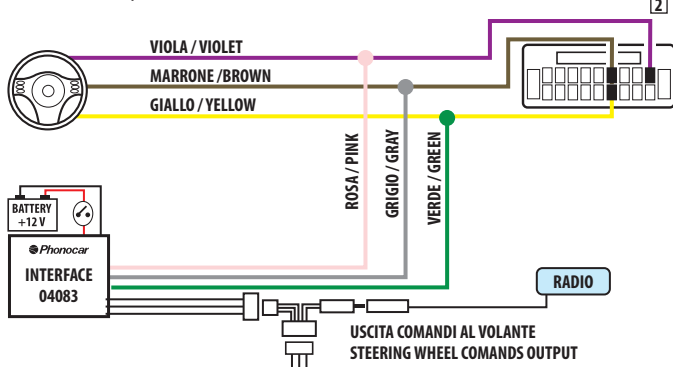 2
VIOLA / VIOLET
MARRONE /BROWN
GIALLO / YELLOW
ROSA / PINK
GRIGIO / GRAY
VERDE / GREEN
BATTERY
+12 V
Phonocar
INTERFACE
04083
RADIO
USCITA COMANDI AL VOLANTE
STEERING WHEEL COMANDS OUTPUT